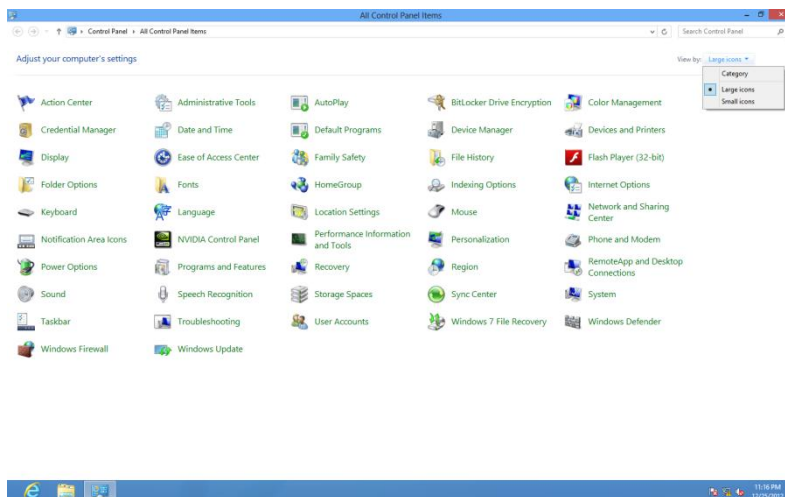 All Control Panel Items
Control Panel All Control Panel Items
Search Control Panel
Adjust your computer's settings
View by: Large icons
Category
Large icons
Small icons
Action Center
Administrative Tools
AutoPlay
BitLocker Drive Encryption
Color Management
Credential Manager
Date and Time
Default Programs
Device Manager
Devices and Printers
Display
Ease of Access Center
Family Safety
File History
Flash Player (32-bit)
Folder Options
Fonts
HomeGroup
Indexing Options
Internet Options
Keyboard
Language
Location Settings
Mouse
Network and Sharing
Center
Notification Area Icons
NVIDIA Control Panel
Performance Information
and Tools
Personalization
Phone and Modem
Power Options
Programs and Features
Recovery
Region
RemoteApp and Desktop
Connections
Sound
Speech Recognition
Storage Spaces
Sync Center
System
Taskbar
Troubleshooting
User Accounts
Windows 7 File Recovery
Windows Defender
Windows Firewall
Windows Update
11:16 PM
12/25/2012